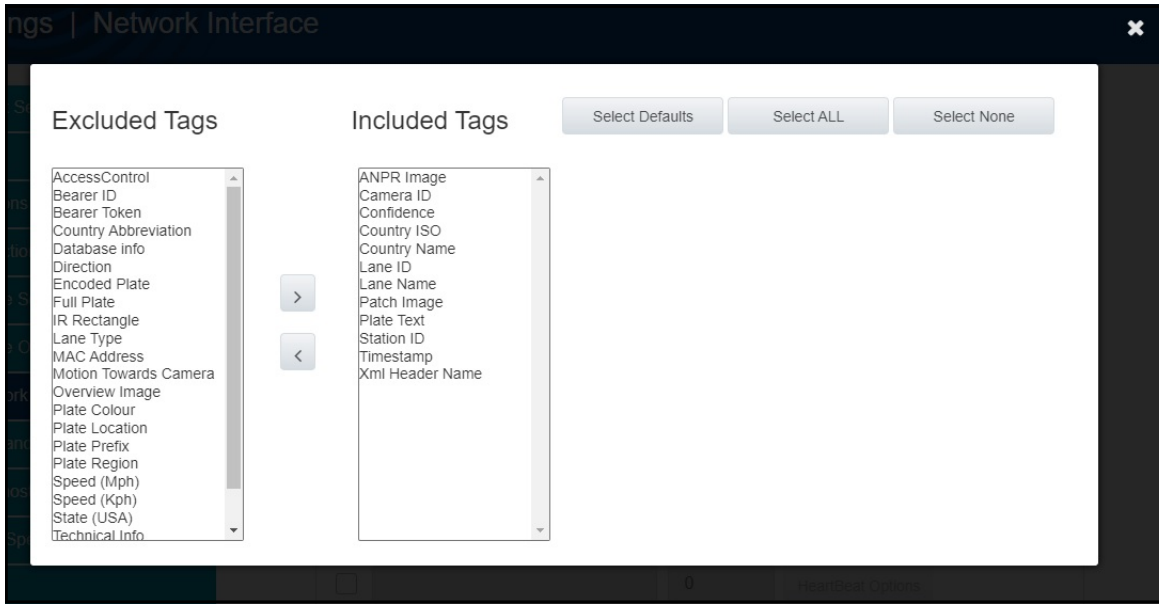 ngs | Network Interface
Excluded Tags
Included Tags
Select Defaults
Select ALL
Select None
AccessControl
Bearer ID
Bearer Token
Country Abbreviation
Database info
Direction
Encoded Plate
Full Plate
IR Rectangle
Lane Type
MAC Address
Motion Towards Camera
Overview Image
Plate Colour
Plate Location
Plate Prefix
Plate Region
Speed (Mph)
Speed (Kph)
State (USA)
Technical Info
>
<
ANPR Image
Camera ID
Confidence
Country ISO
Country Name
Lane ID
Lane Name
Patch Image
Plate Text
Station ID
Timestamp
Xml Header Name
0
HeartBeat Options